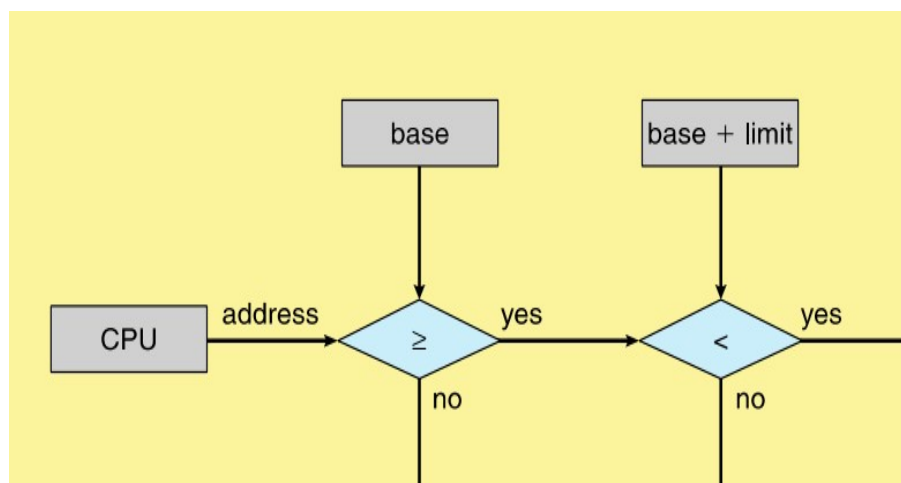 base
base + limit
address
yes
yes
CPU
≥
<
no
no